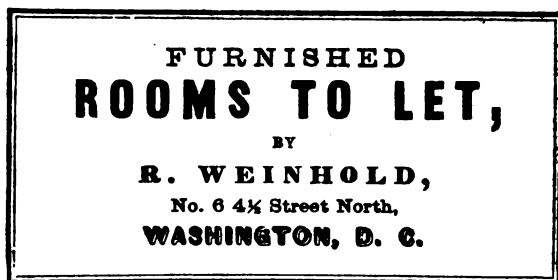 FURNISHED
ROOMS TO LET,
BY
R. WEINHOLD,
No. 6 4½ Street North,
WASHINGTON, D. C.